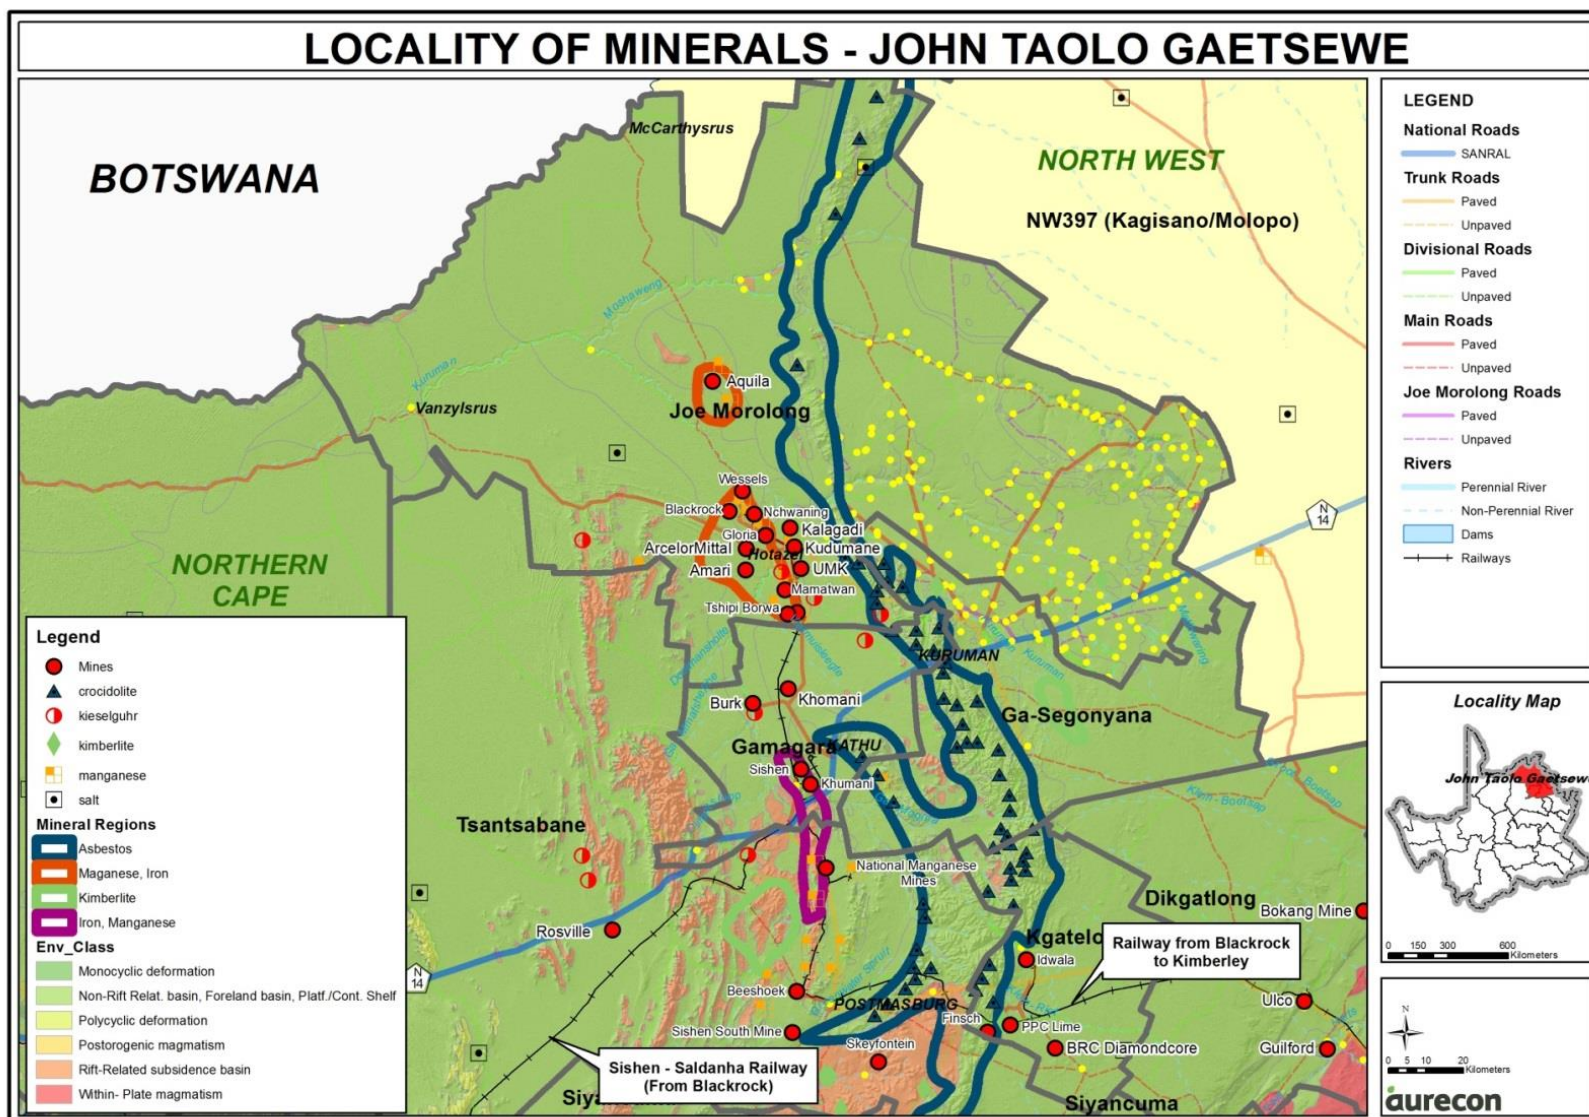 LOCALITY OF MINERALS - JOHN TAOLO GAETSEWE
BOTSWANA
McCarthysrus
NORTH WEST
NW397 (Kagisano/Molopo)
Moshaweng
Kuruman
Vanzylsrus
Aquila
Joe Morolong
Wessels
Blackrock
Nchwaning
Gloria
Kalagadi
ArcelorMittal
Hotazel
Kudumane
Amari
UMK
Mamatwan
Tshipi Borwa
N
14
NORTHERN
CAPE
KURUMAN
Kuruman
Burk
Khomani
Ga-Segonyana
Gamagara
KATHU
Sishen
Khumani
Tsantsabane
Klein - Boetsap
National Manganese
Mines
Dikgatlong
Bokang Mine
Rosville
Kgatelo
Idwala
Railway from Blackrock
to Kimberley
N
14
Beeshoek
POSTMASBURG
Ulco
Sishen South Mine
Finsch
PPC Lime
Skeyfontein
BRC Diamondcore
Guilford
Sishen - Saldanha Railway
(From Blackrock)
Siyancuma
Legend
Mines
crocidolite
kieselguhr
kimberlite
manganese
salt
Mineral Regions
Asbestos
Maganese, Iron
Kimberlite
Iron, Manganese
Env_Class
Monocyclic deformation
Non-Rift Relat. basin, Foreland basin, Platf./Cont. Shelf
Polycyclic deformation
Postorogenic magmatism
Rift-Related subsidence basin
Within- Plate magmatism
LEGEND
National Roads
SANRAL
Trunk Roads
Paved
Unpaved
Divisional Roads
Paved
Unpaved
Main Roads
Paved
Unpaved
Joe Morolong Roads
Paved
Unpaved
Rivers
Perennial River
Non-Perennial River
Dams
Railways
Locality Map
John Taolo Gaetsewe
0 150 300 600
Kilometers
N
0 5 10 20
Kilometers
aurecon